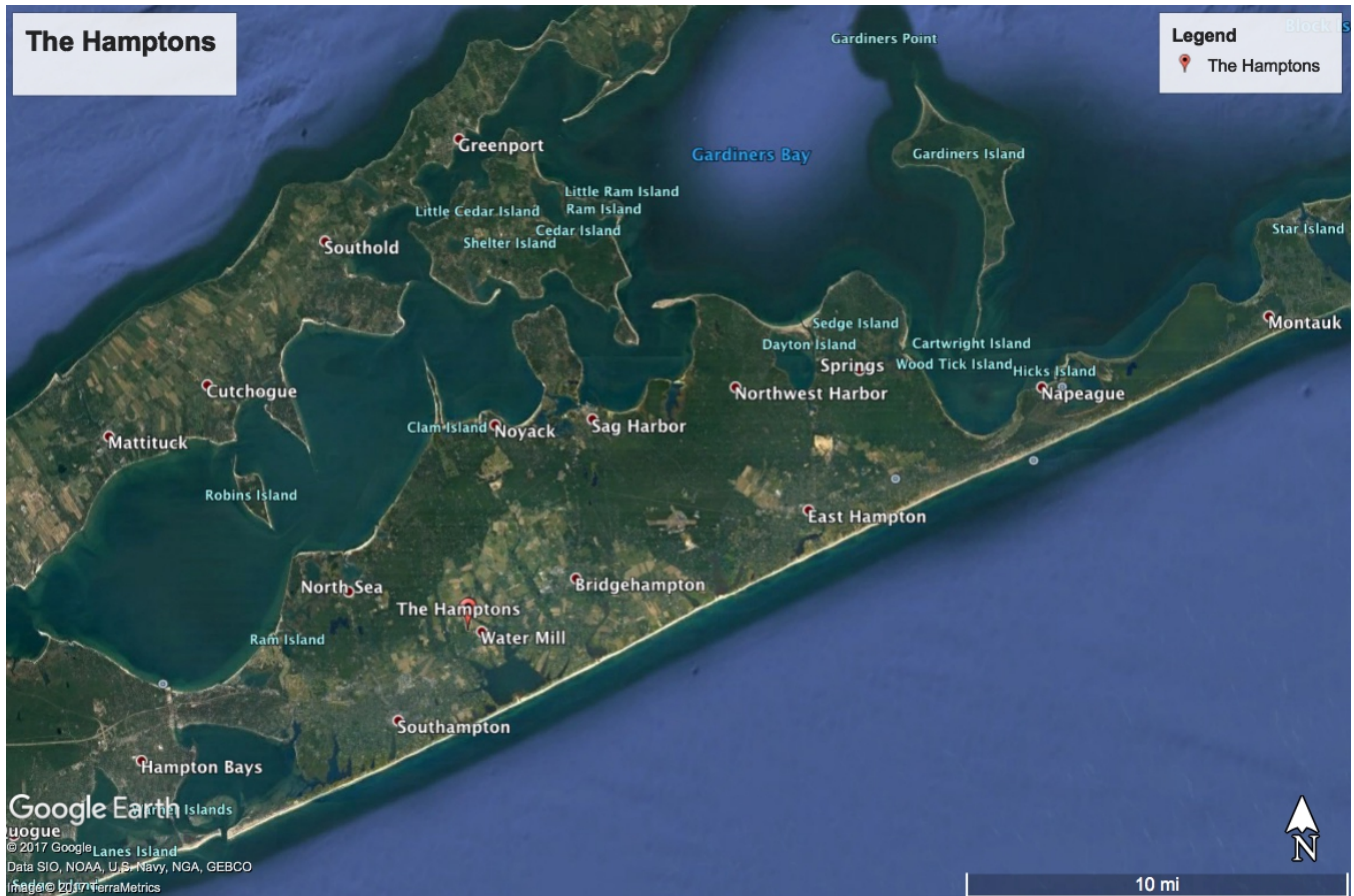 The Hamptons
Legend
The Hamptons
Gardiners Point
Greenport
Gardiners Bay
Gardiners Island
Little Ram Island
Little Cedar Island
Ram Island
Cedar Island
Star Island
Southold
Shelter Island
Sedge Island
Montauk
Dayton Island
Cartwright Island
Springs
Wood Tick Island
Hicks Island
Cutchogue
Northwest Harbor
Napeague
Mattituck
Clam Island
Noyack
Sag Harbor
Robins Island
East Hampton
North Sea
Bridgehampton
The Hamptons
Ram Island
Water Mill
Southampton
Hampton Bays
Google Earth
Warner Islands
uogue
© 2017 Google
Lanes Island
Data SIO, NOAA, U.S. Navy, NGA, GEBCO
Image © 2017 TerraMetrics
N
10 mi